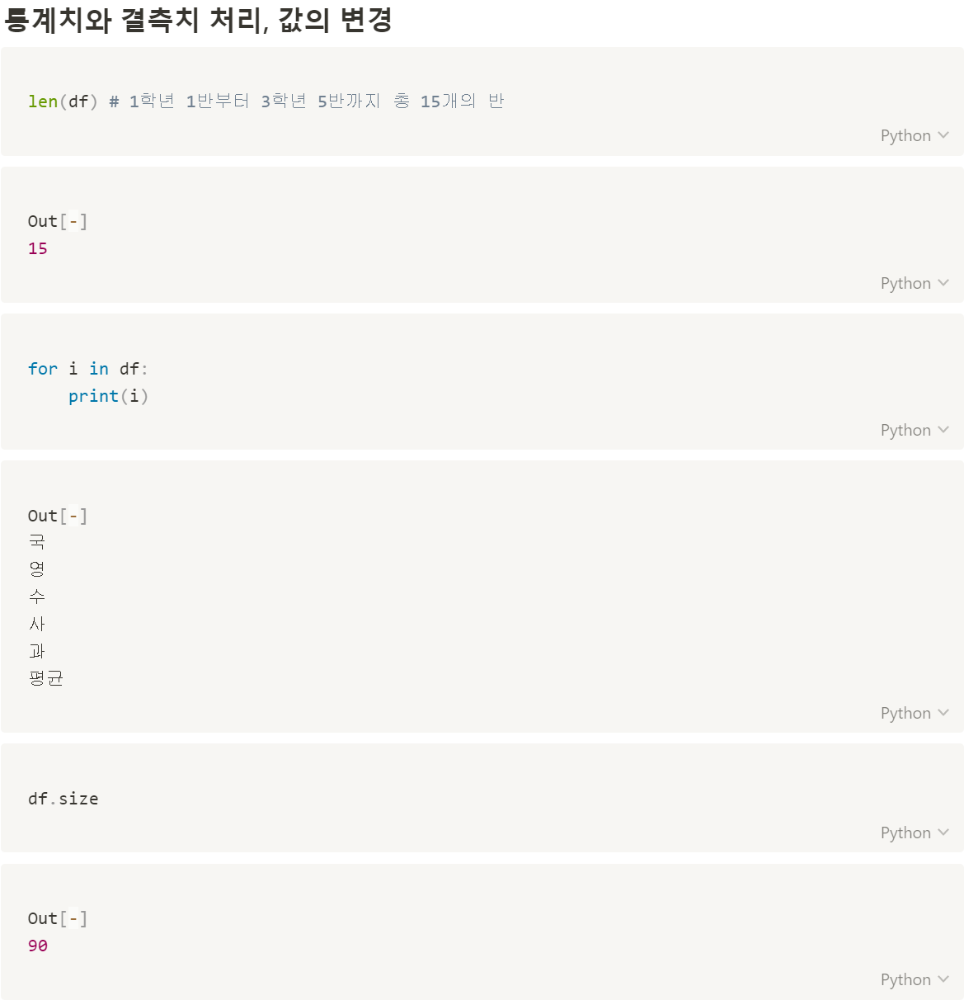 통계치와 결측치 처리, 값의 변경
len(df) # 1학년 1반부터 3학년 5반까지 총 15개의 반
Python
Out[-]
15
Python
for i in df:
    print(i)
Python
Out[-]
국
영
수
사
과
평균
Python
df.size
Python
Out[-]
90
Python